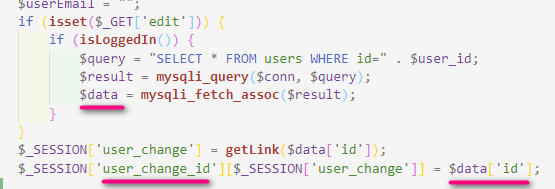 $userEmail = "";
if (isset($_GET['edit'])) {
if (isLoggedIn()) {
$query = "SELECT * FROM users WHERE id=" . $user_id;
$result = mysqli_query($conn, $query);
$data = mysqli_fetch_assoc($result);
}
}
$_SESSION['user_change'] = getLink($data['id']);
$_SESSION['user_change_id'][$_SESSION['user_change']] = $data['id'];